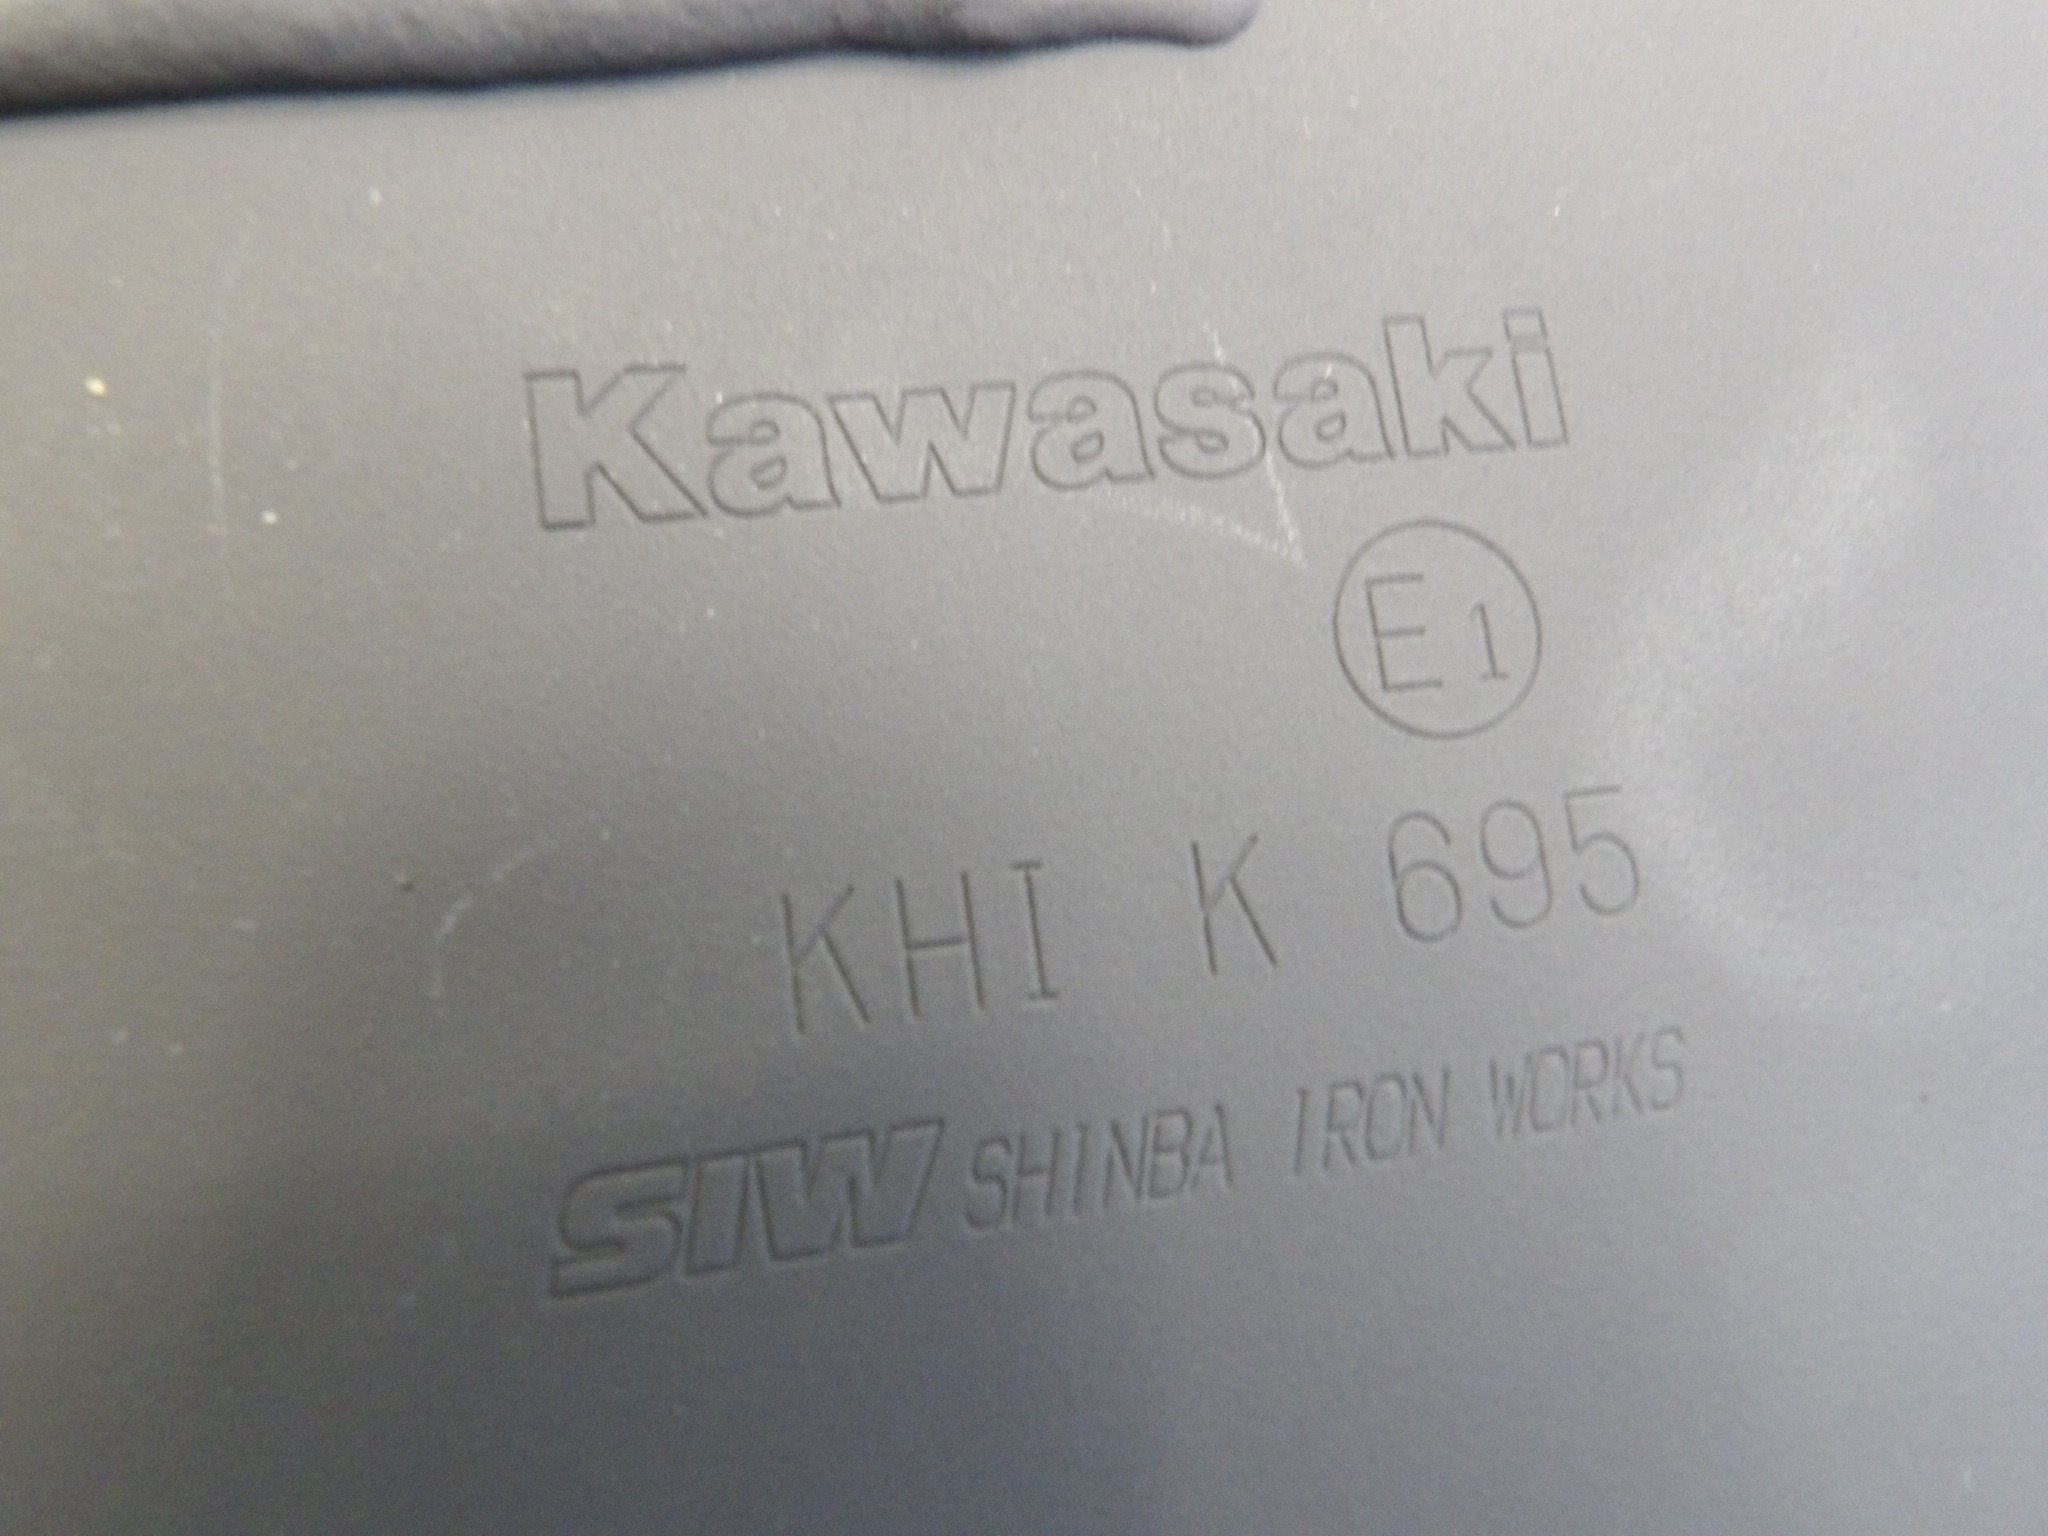 Kawasaki
E1
KHI K 695
SIW SHINBA IRON WORKS